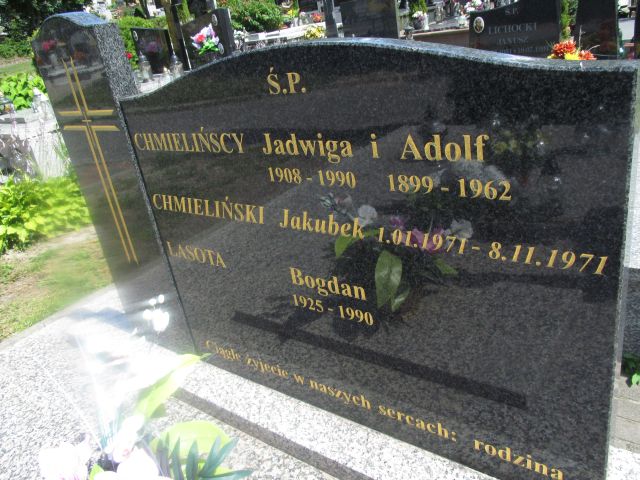 Ś.P.
CHMIELIŃSCY Jadwiga i Adolf
1908 - 1990 1899 - 1962
CHMIELIŃSKI Jakubek 1.01.1971 - 8.11.1971
LASOTA Bogdan
1925 - 1990
Ciągle żyjecie w naszych sercach: rodzina
Ś.P.
LICHOCKI
JANUSZ